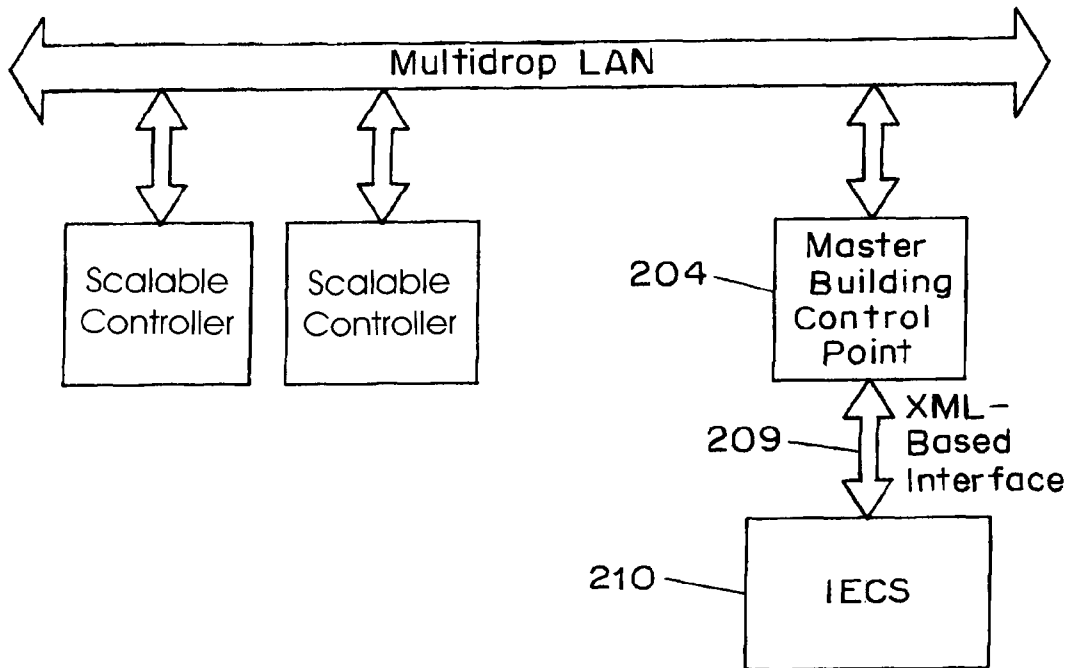 Multidrop LAN
Scalable
Controller
Scalable
Controller
204
Master
Building
Control
Point
209
XML-
Based
Interface
210
IECS